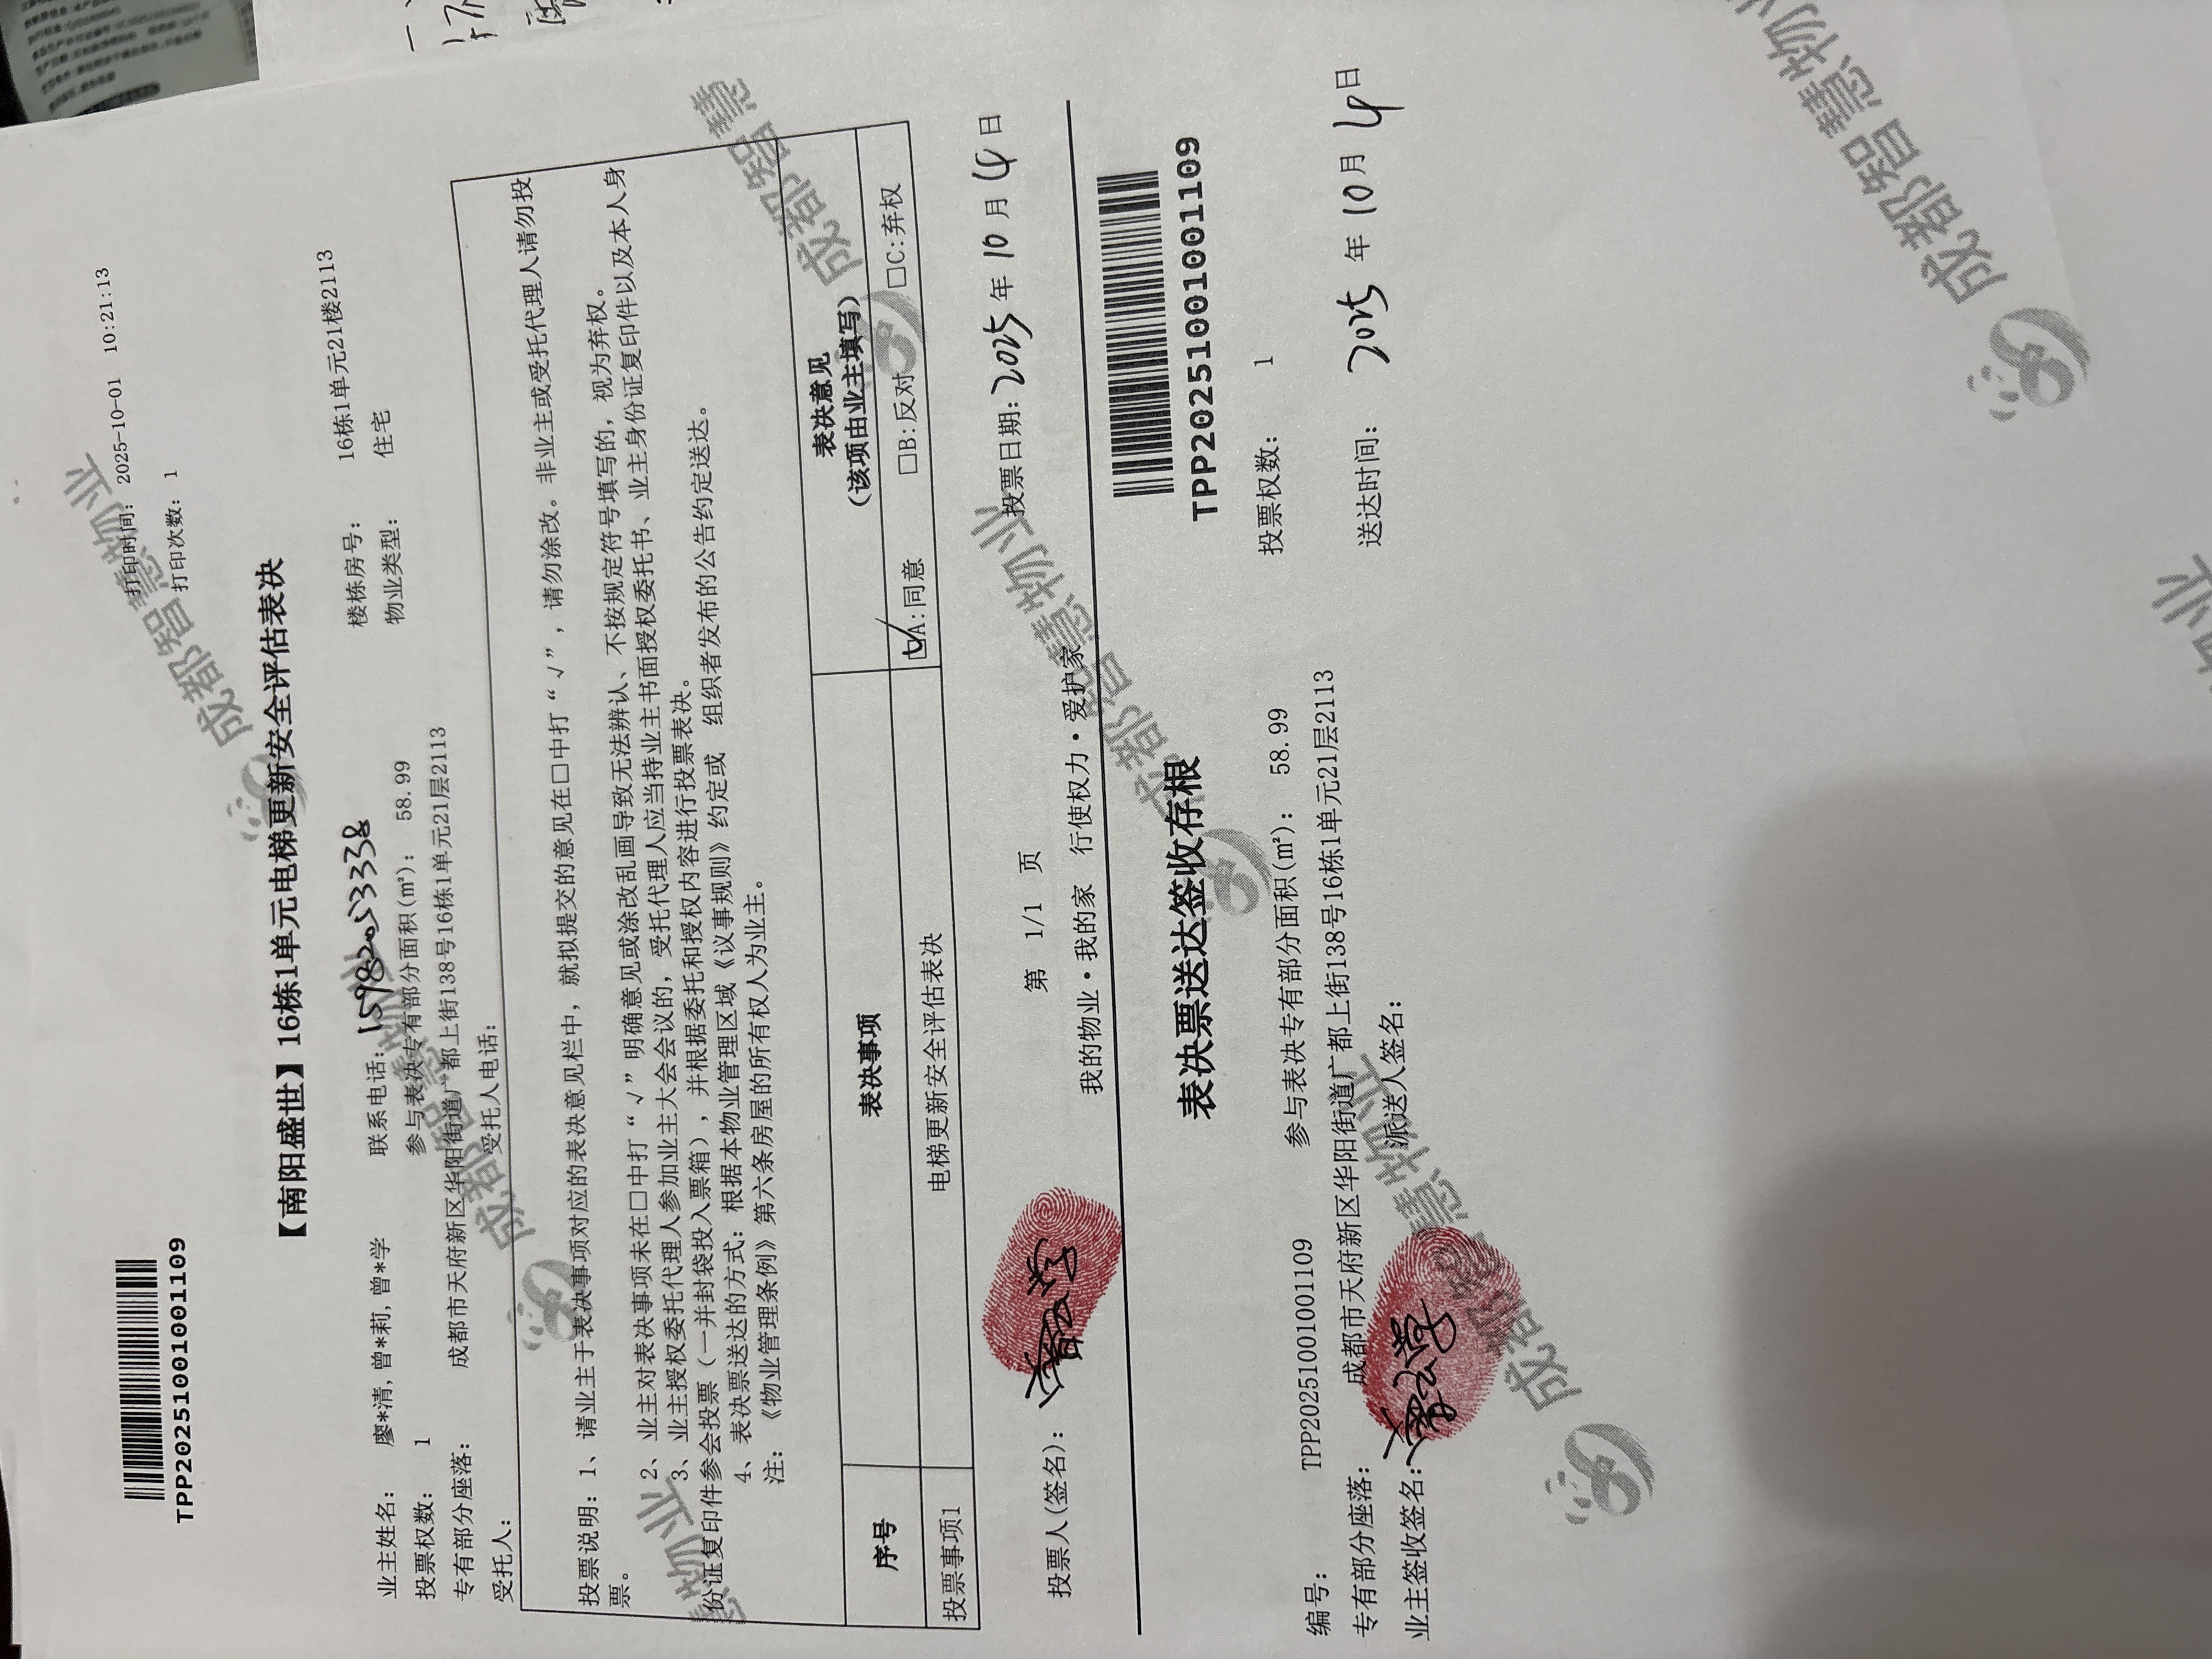 TPP20251001001109
打印时间： 2025-10-01 10:21:13
打印次数： 1
【南阳盛世】16栋1单元电梯更新安全评估表决
业主姓名： 廖*清,曾*莉,曾*学 联系电话：15982053338 楼栋房号： 16栋1单元21楼2113
投票权数： 1 参与表决专有部分面积(m²)： 58.99 物业类型： 住宅
专有部分座落： 成都市天府新区华阳街道广都上街138号16栋1单元21层2113
受托人： 受托人电话：
投票说明：1、请业主于表决事项对应的表决意见栏中，就拟提交的意见在□中打“√”，请勿涂改。非业主或受托代理人请勿投
票。
2、业主对表决事项未在□中打“√”明确意见或涂改乱画导致无法辨认、不按规定符号填写的，视为弃权。
3、业主授权委托代理人参加业主大会会议的，受托代理人应当持业主书面授权委托书、业主身份证复印件以及本人身
份证复印件参会投票（一并封袋投入票箱），并根据委托和授权内容进行投票表决。
4、表决票送达的方式：根据本物业管理区域《议事规则》约定或 组织者发布的公告约定送达。
注：《物业管理条例》第六条房屋的所有权人为业主。
序号 表决事项 表决意见
（该项由业主填写）
投票事项1 电梯更新安全评估表决 ☑A:同意 □B:反对 □C:弃权
投票人(签名)： 第 1/1 页 投票日期：2025 年 10 月 4 日
我的物业·我的家 行使权力·爱护家
表决票送达签收存根
TPP20251001001109
编号： TPP20251001001109 参与表决专有部分面积(m²)： 58.99 投票权数： 1
专有部分座落： 成都市天府新区华阳街道广都上街138号16栋1单元21层2113
业主签收签名： 派送人签名： 送达时间： 2025 年 10 月 4 日
成都智慧物业
成都智慧物业
慧物业
成都智慧
成都智慧物业
成都智慧物业
成都智慧物业